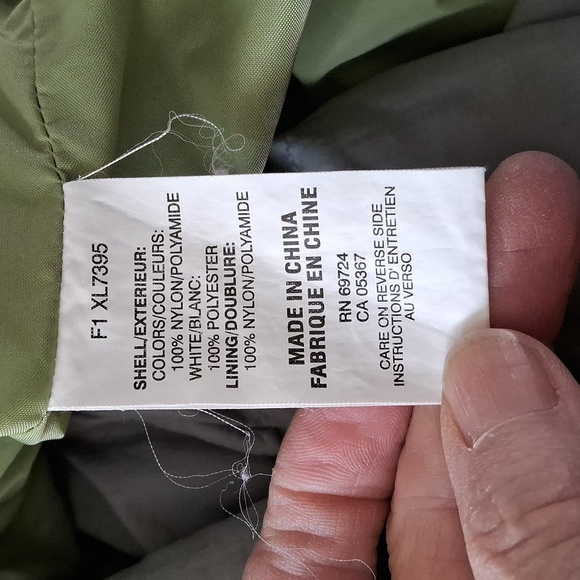 F1 XL7395
SHELL/EXTERIEUR:
COLORS/COULEURS:
100% NYLON/POLYAMIDE
WHITE/BLANC:
100% POLYESTER
LINING/DOUBLURE:
100% NYLON/POLYAMIDE
MADE IN CHINA
FABRIQUE EN CHINE
RN 69724
CA 05367
CARE ON REVERSE SIDE
INSTRUCTIONS D' ENTRETIEN
AU VERSO